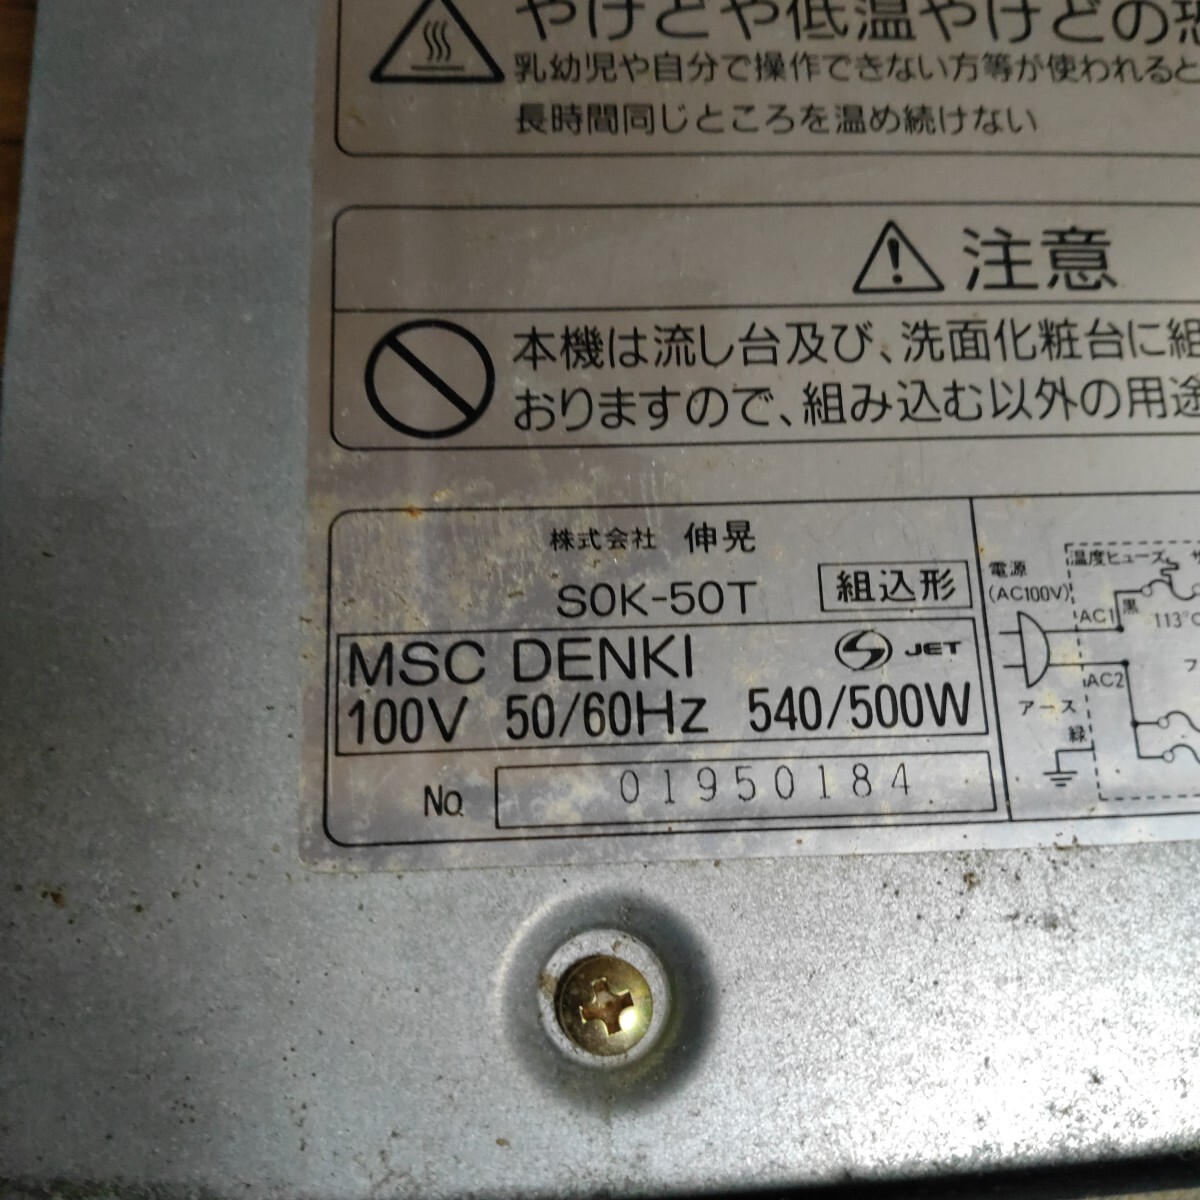 やけどや低温やけどの恐
乳幼児や自分で操作できない方等が使われると
長時間同じところを温め続けない
注意
本機は流し台及び、洗面化粧台に組
おりますので、組み込む以外の用途
株式会社 伸晃
SOK-50T 組込形
MSC DENKI JET
100V 50/60Hz 540/500W
No. 01950184
電源
(AC100V)
温度ヒューズ サ
AC1
黒
113°C
AC2
フ
アース
緑